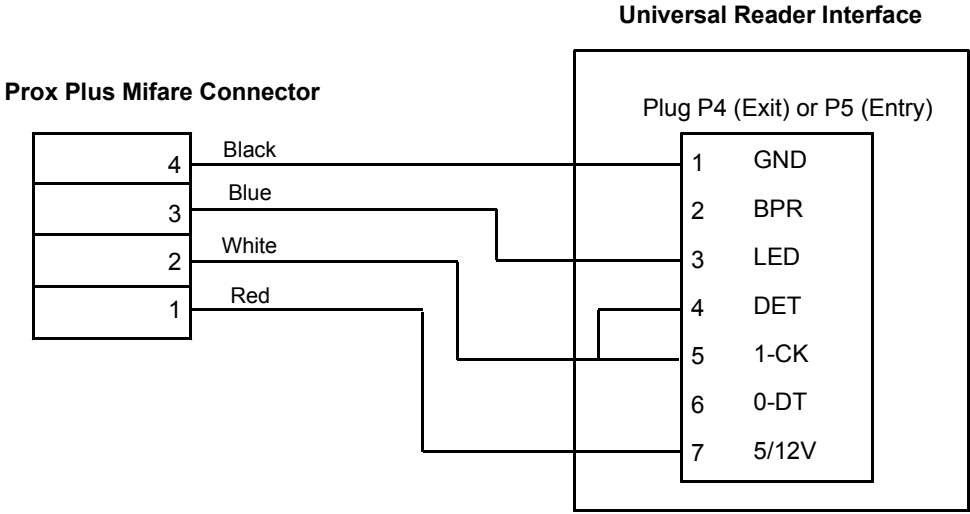 Universal Reader Interface
Prox Plus Mifare Connector
Plug P4 (Exit) or P5 (Entry)
4 Black 1 GND
3 Blue 2 BPR
2 White 3 LED
1 Red 4 DET
5 1-CK
6 0-DT
7 5/12V